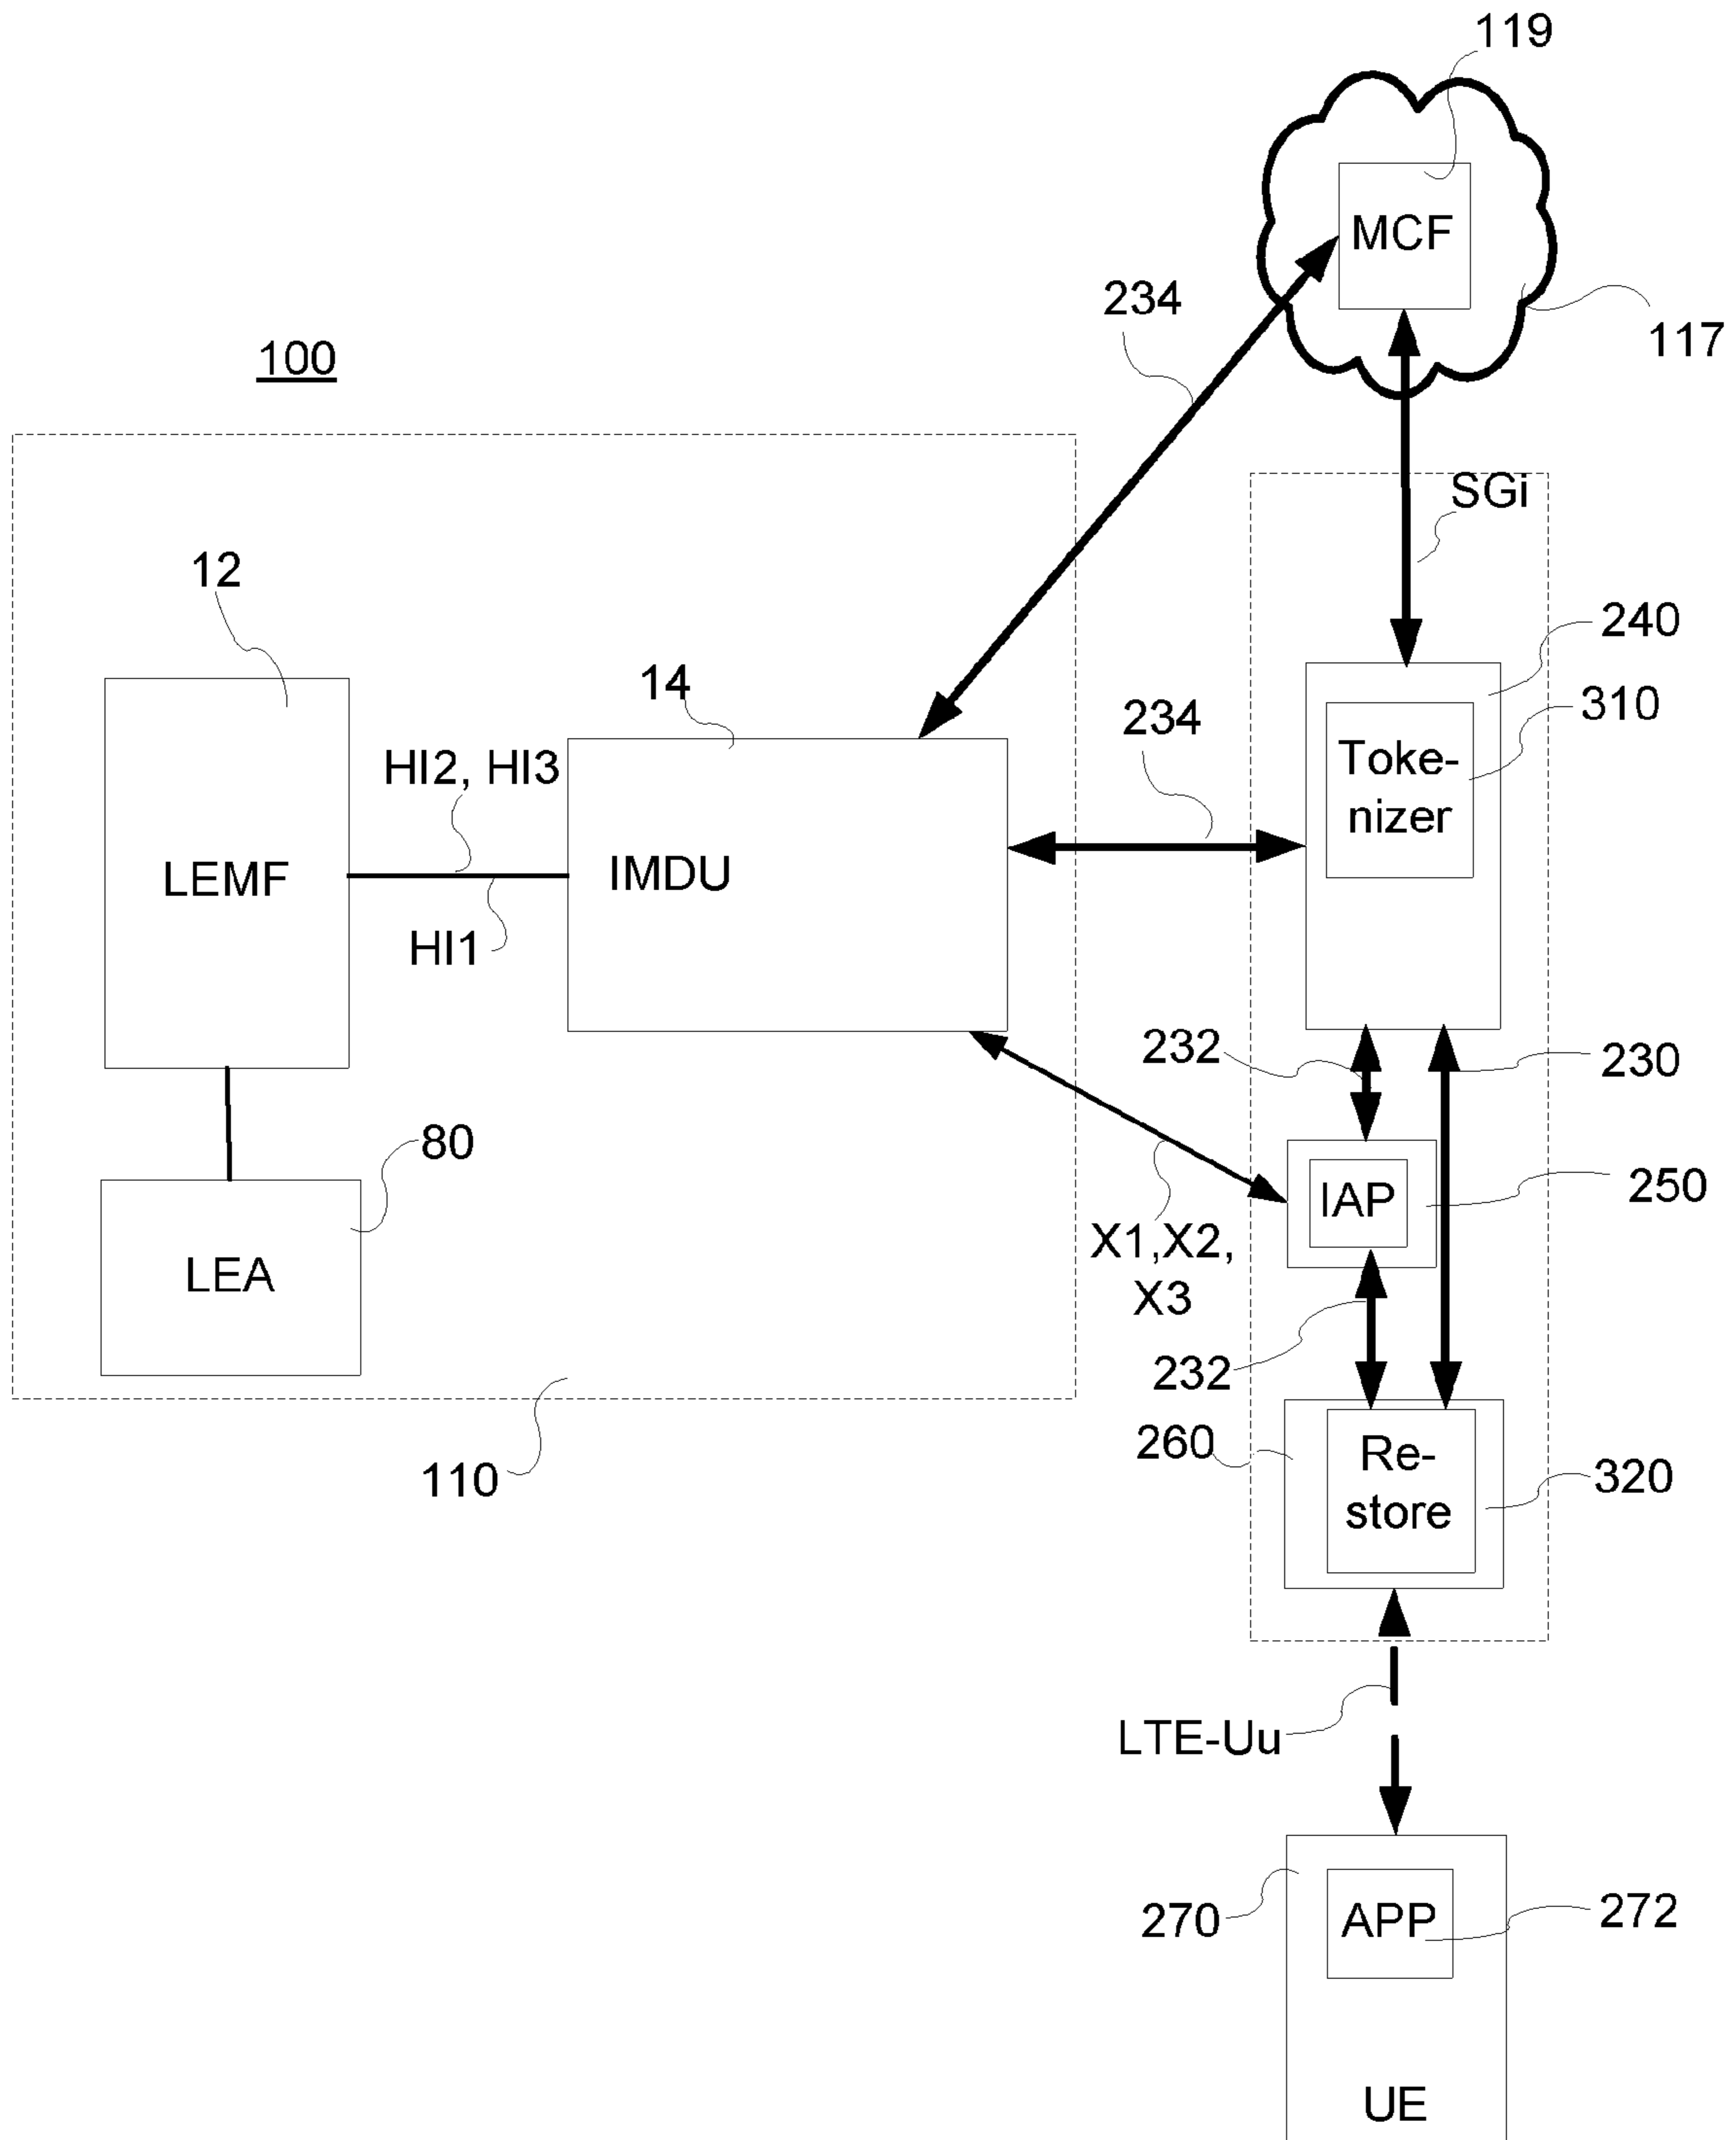 119
MCF
234
117
100
SGi
12
240
14
310
234
Toke-
nizer
HI2, HI3
LEMF
IMDU
HI1
232
230
80
IAP
250
X1,X2,
X3
LEA
232
260
Re-
store
320
110
LTE-Uu
270
APP
272
UE